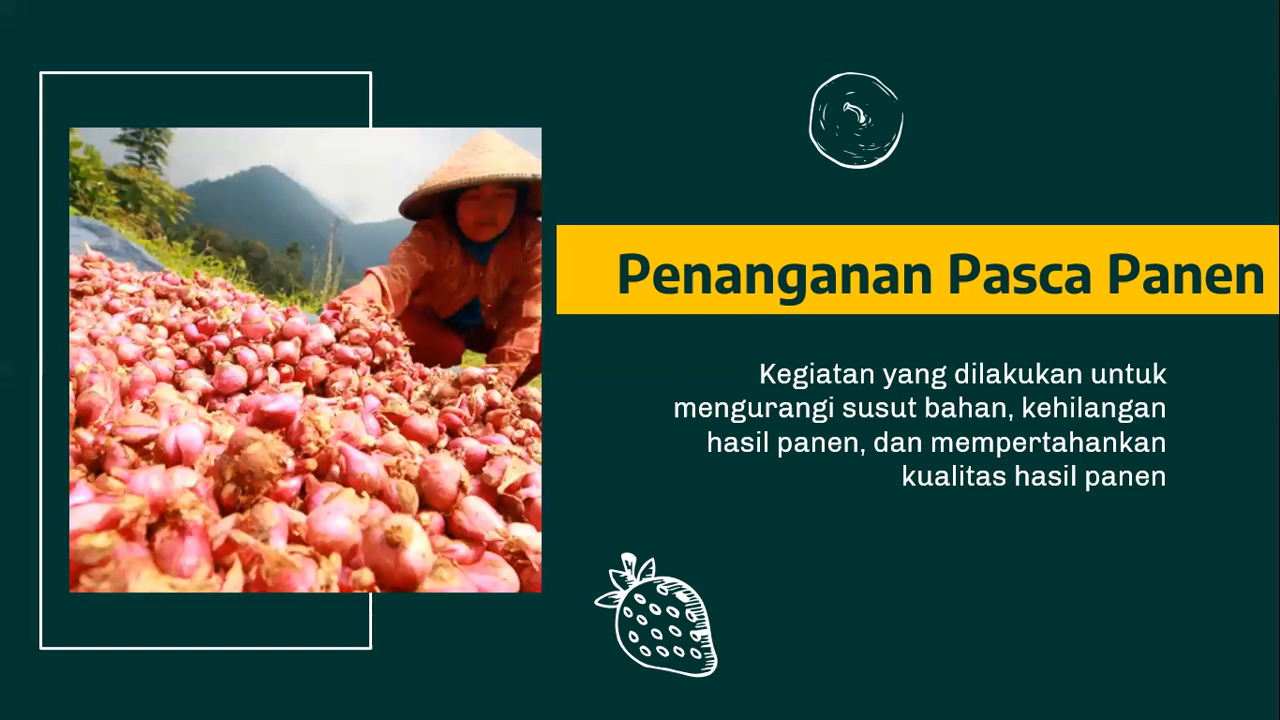 Penanganan Pasca Panen
Kegiatan yang dilakukan untuk
mengurangi susut bahan, kehilangan
hasil panen, dan mempertahankan
kualitas hasil panen